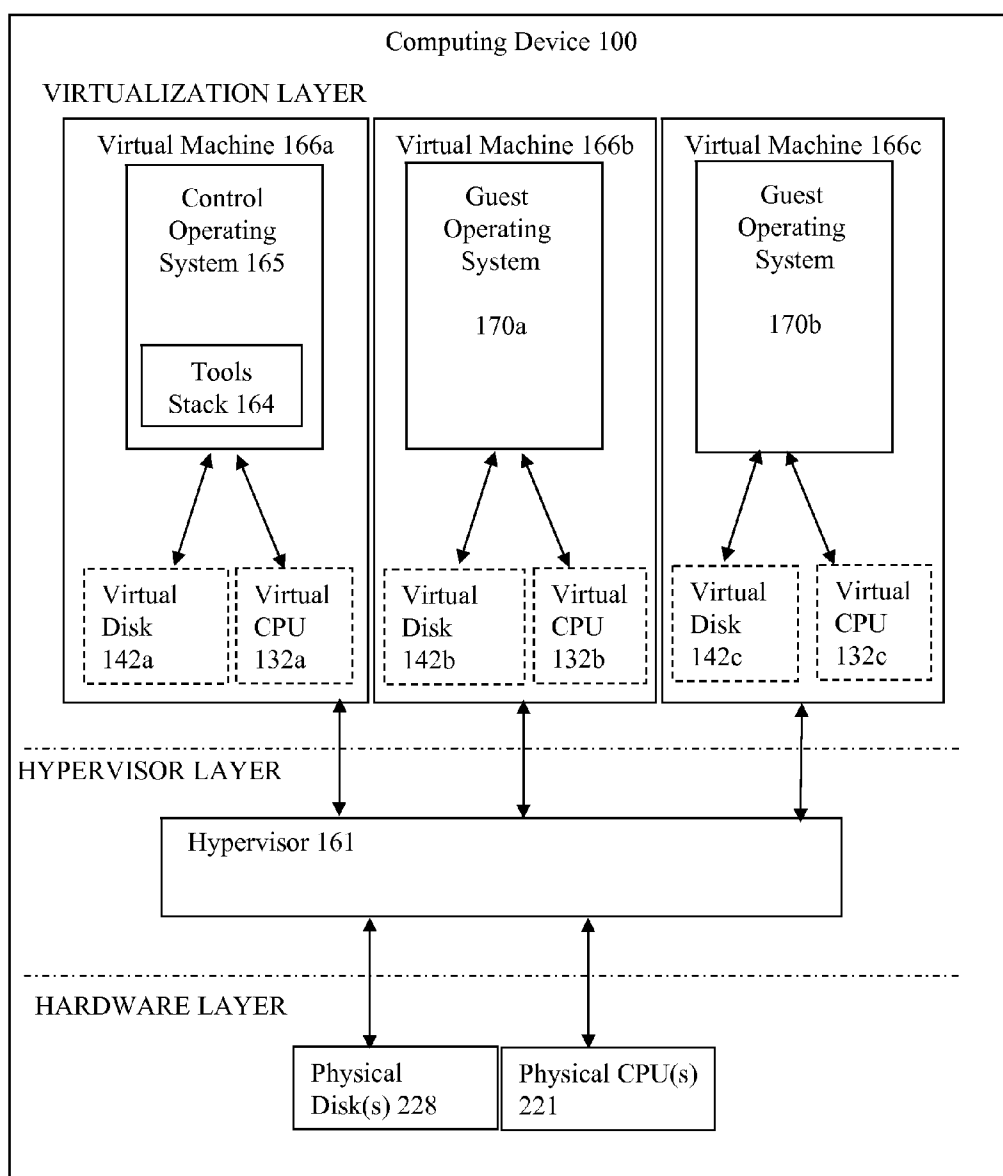 Computing Device 100
VIRTUALIZATION LAYER
Virtual Machine 166a
Control
Operating
System 165
Tools
Stack 164
Virtual
Disk
142a
Virtual
CPU
132a
Virtual Machine 166b
Guest
Operating
System
170a
Virtual
Disk
142b
Virtual
CPU
132b
Virtual Machine 166c
Guest
Operating
System
170b
Virtual
Disk
142c
Virtual
CPU
132c
HYPERVISOR LAYER
Hypervisor 161
HARDWARE LAYER
Physical
Disk(s) 228
Physical CPU(s)
221